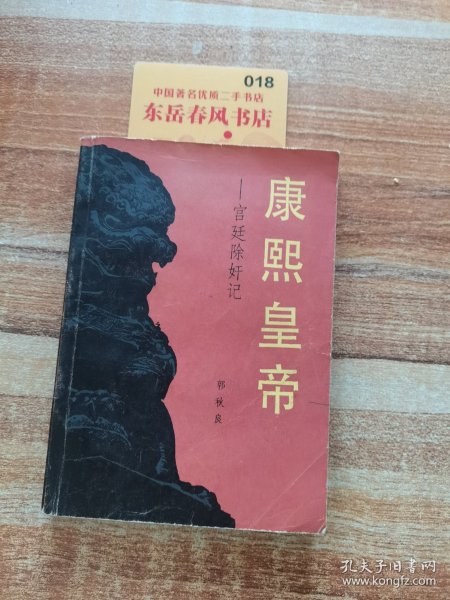 018
中国著名优质二手书店
东岳春风书店
康熙皇帝
—宫廷除奸记
郭秋良
孔夫子旧书网
www.kongfz.com